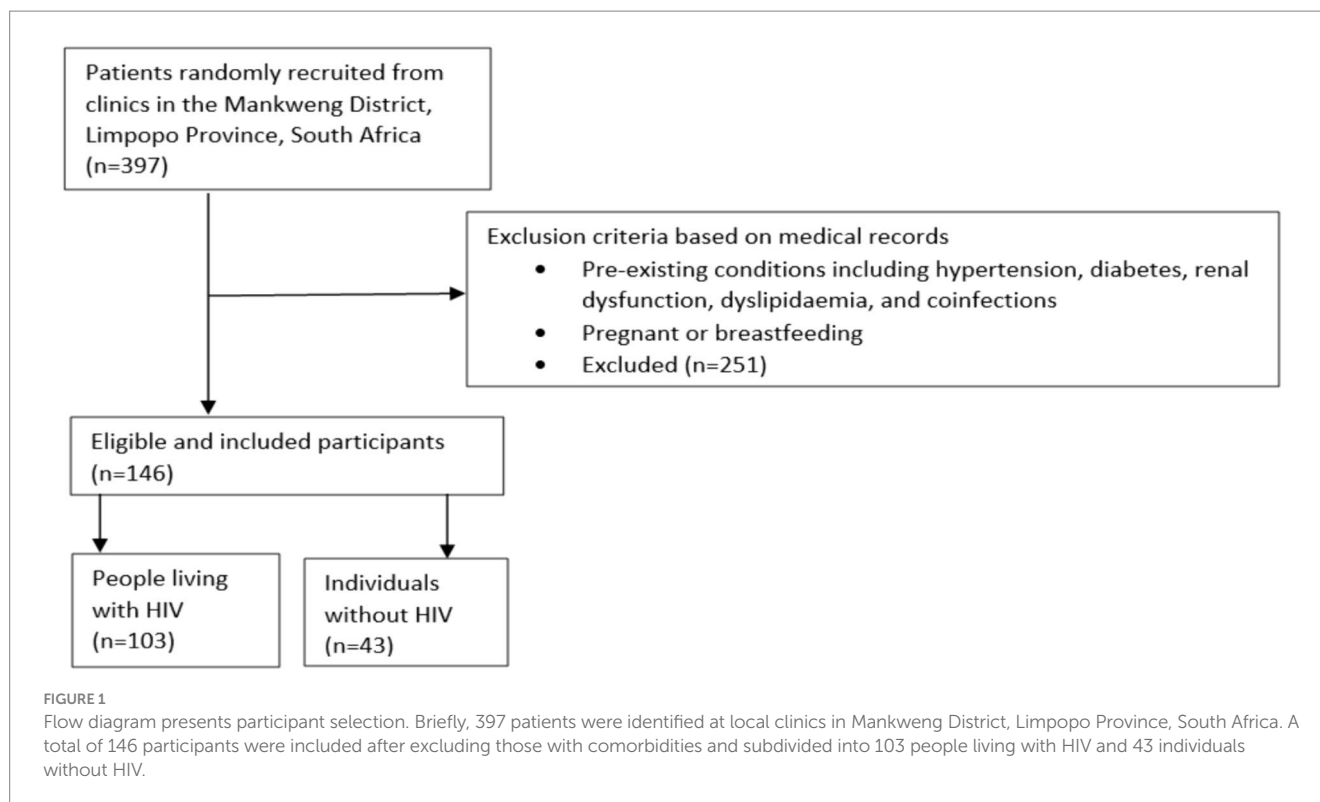 Patients randomly recruited from
clinics in the Mankweng District,
Limpopo Province, South Africa
(n=397)
Exclusion criteria based on medical records
• Pre-existing conditions including hypertension, diabetes, renal
dysfunction, dyslipidaemia, and coinfections
• Pregnant or breastfeeding
• Excluded (n=251)
Eligible and included participants
(n=146)
People living
with HIV
(n=103)
Individuals
without HIV
(n=43)
FIGURE 1
Flow diagram presents participant selection. Briefly, 397 patients were identified at local clinics in Mankweng District, Limpopo Province, South Africa. A
total of 146 participants were included after excluding those with comorbidities and subdivided into 103 people living with HIV and 43 individuals
without HIV.